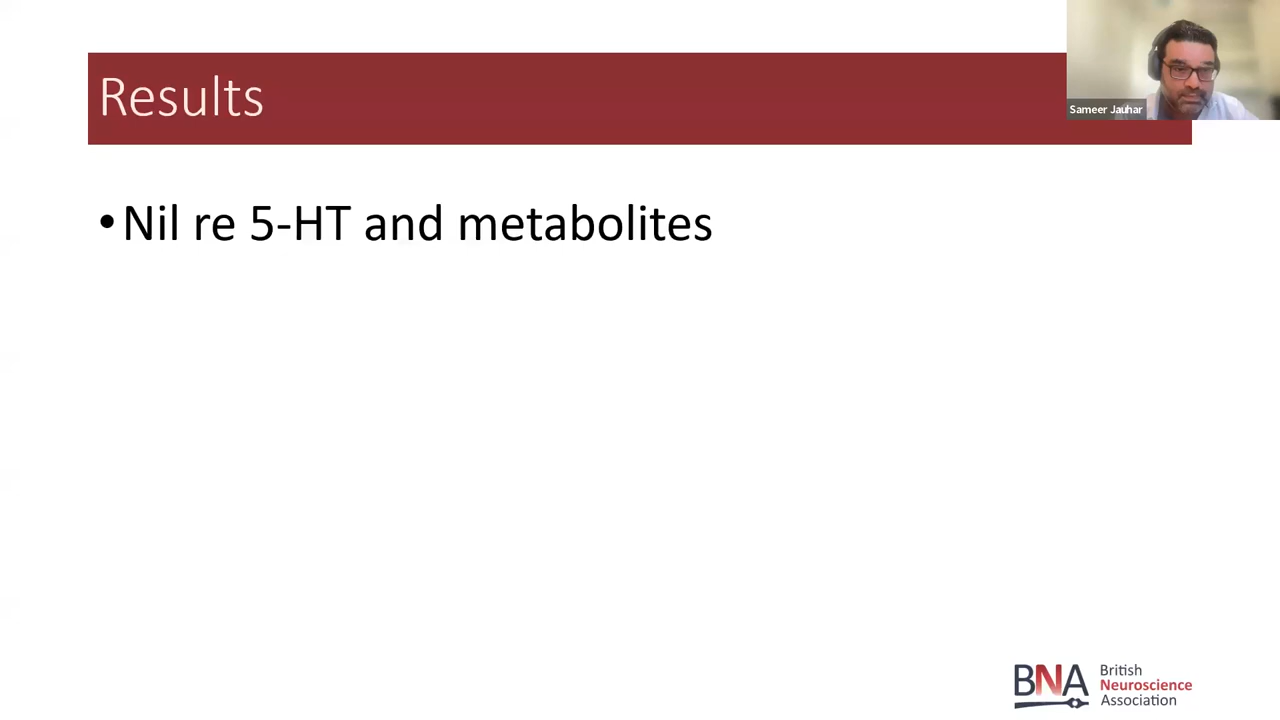 Results
Sameer Jauhar
•Nil re 5-HT and metabolites
BNA
British
Neuroscience
Association